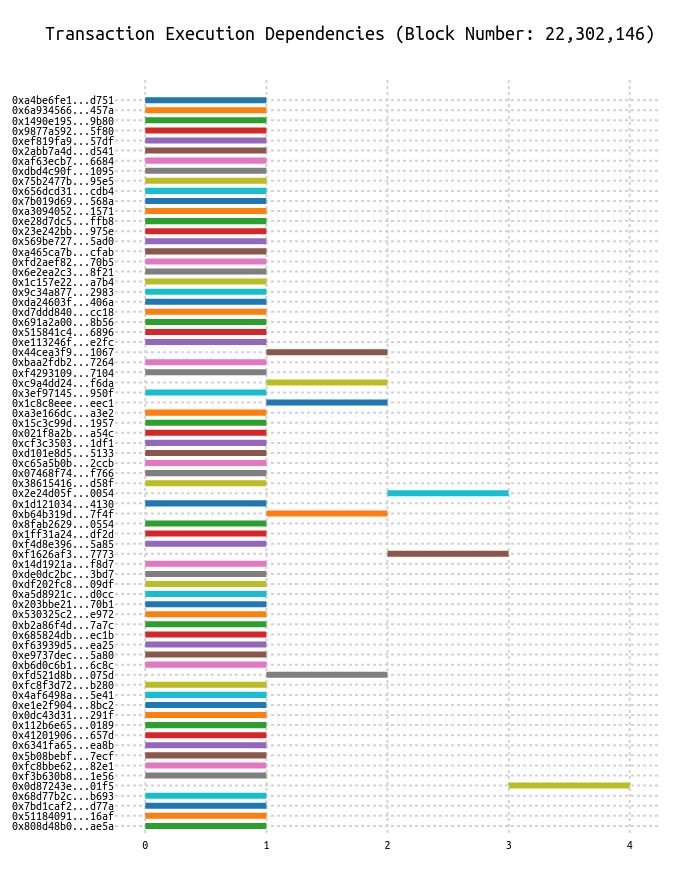 Transaction Execution Dependencies (Block Number: 22,302,146)
0xa4be6fe1...d751
0x6a934566...457a
0x1490e195...9b80
0x9877a592...5f80
0xef819fa9...57df
0x2abb7a4d...d541
0xaf63ecb7...6684
0xdbd4c90f...1095
0x75b2477b...95e5
0x656dcd31...cdb4
0x7b019d69...568a
0xa3094052...1571
0xe28d7dc5...ffb8
0x23e242bb...975e
0x569be727...5ad0
0xa465ca7b...cfab
0xfd2aef82...70b5
0x6e2ea2c3...8f21
0x1c157e22...a7b4
0x9c34a877...2983
0xda24603f...406a
0xd7ddd840...cc18
0x691a2a00...8b56
0x515841c4...6896
0xe113246f...e2fc
0x44cea3f9...1067
0xbaa2fdb2...7264
0xf4293109...7104
0xc9a4dd24...f6da
0x3ef97145...950f
0x1c8c8eee...eec1
0xa3e166dc...a3e2
0x15c3c99d...1957
0x021f8a2b...a54c
0xcf3c3503...1df1
0xd101e8d5...5133
0xc65a5b0b...2ccb
0x07468f74...f766
0x38615416...d58f
0x2e24d05f...0054
0x1d121034...4130
0xb64b319d...7f4f
0x8fab2629...0554
0x1ff31a24...df2d
0xf4d8e396...5a85
0xf1626af3...7773
0x14d1921a...f8d7
0xde0dc2bc...3bd7
0xdf202fc8...09df
0xa5d8921c...d0cc
0x203bbe21...70b1
0x530325c2...e972
0xb2a86f4d...7a7c
0x685824db...ec1b
0xf63939d5...ea25
0xe9737dec...5a80
0xb6d0c6b1...6c8c
0xfd521d8b...075d
0xfc8f3d72...b280
0x4af6498a...5e41
0xe1e2f904...8bc2
0x0dc43d31...291f
0x112b6e65...0189
0x41201906...657d
0x6341fa65...ea8b
0x5b08bebf...7ecf
0xfc8bbe62...82e1
0xf3b630b8...1e56
0x0d87243e...01f5
0x68d77b2c...b693
0x7bd1caf2...d77a
0x51184091...16af
0x808d48b0...ae5a
0 1 2 3 4